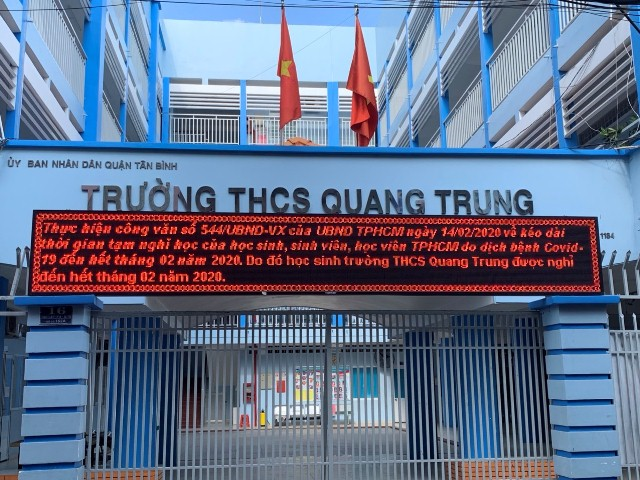 ỦY BAN NHÂN DÂN QUẬN TÂN BÌNH
TRƯỜNG THCS QUANG TRUNG
Thực hiện công văn số 544/UBND-VX của UBND TPHCM ngày 14/02/2020 về kéo dài
thời gian tạm nghỉ học của học sinh, sinh viên, học viên TPHCM do dịch bệnh Covid-
19 đến hết tháng 02 năm 2020. Do đó học sinh trường THCS Quang Trung được nghỉ
đến hết tháng 02 năm 2020.
1184